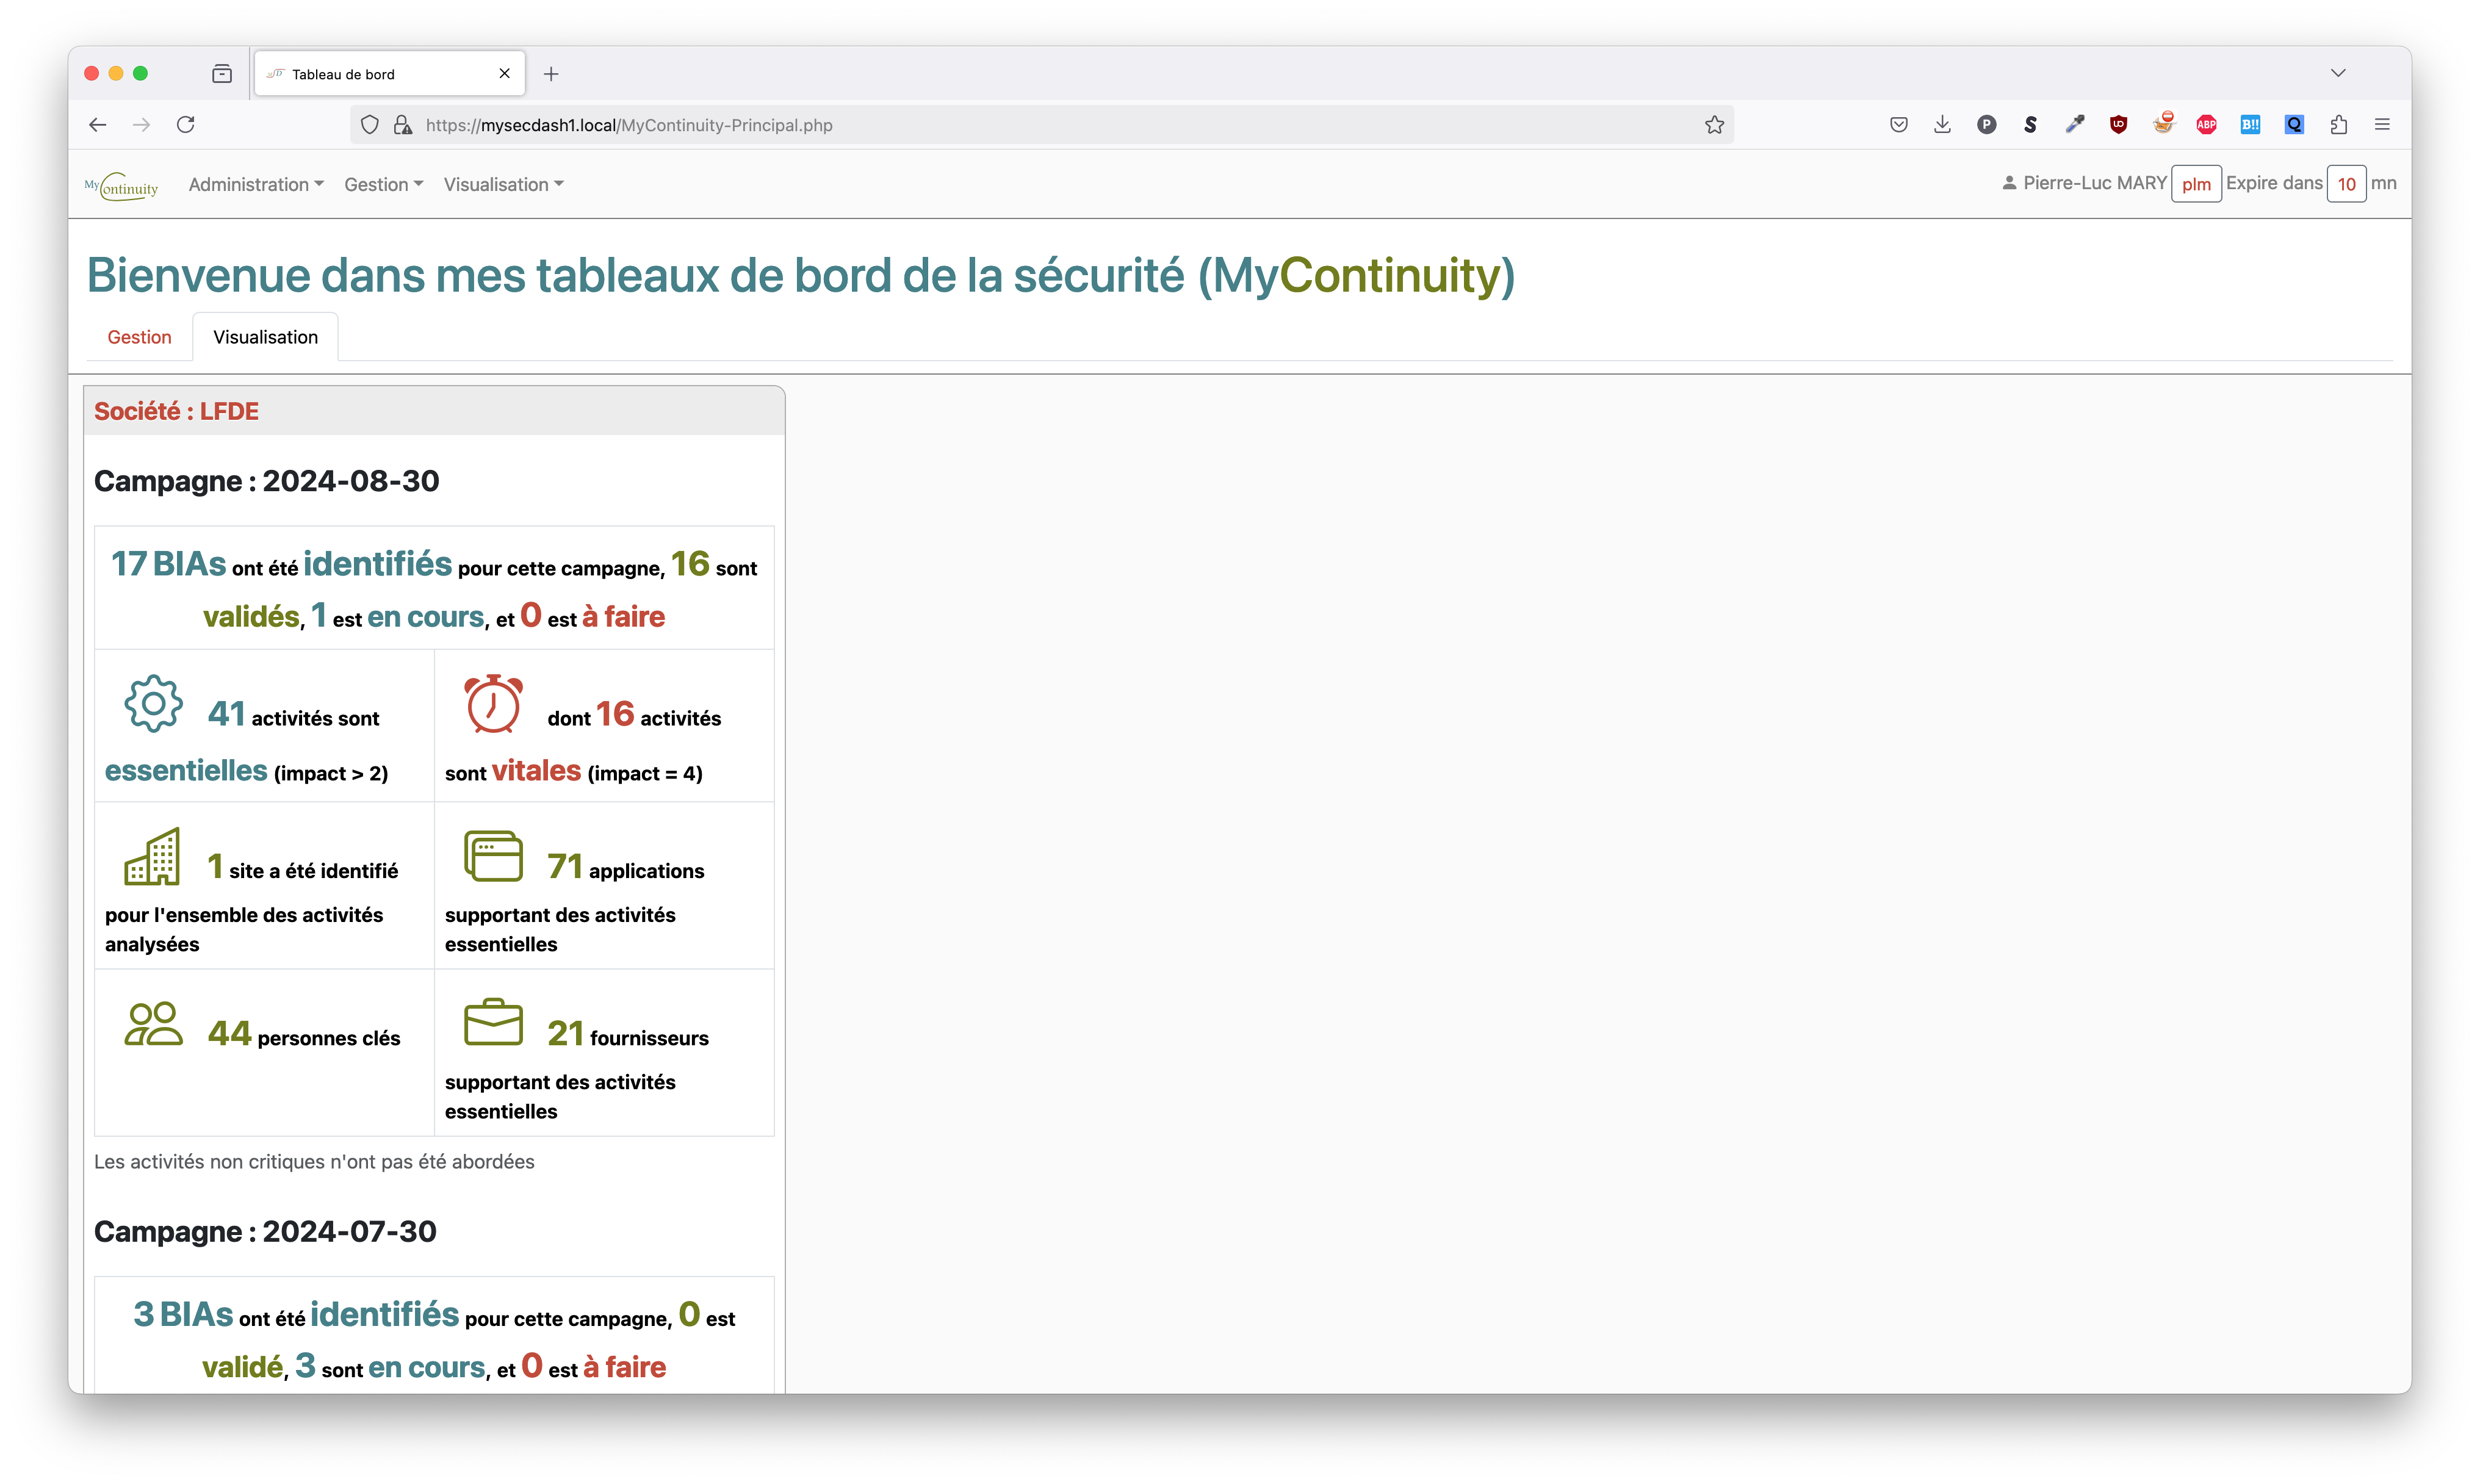 Tableau de bord
https://mysecdash1.local/MyContinuity-Principal.php
P S UD ABP B!! Q
MyContinuity Administration Gestion Visualisation Pierre-Luc MARY plm Expire dans 10 mn
Bienvenue dans mes tableaux de bord de la sécurité (MyContinuity)
Gestion Visualisation
Société : LFDE
Campagne : 2024-08-30
17 BIAs ont été identifiés pour cette campagne, 16 sont
validés, 1 est en cours, et 0 est à faire
41 activités sont
essentielles (impact > 2)
dont 16 activités
sont vitales (impact = 4)
1 site a été identifié
pour l'ensemble des activités
analysées
71 applications
supportant des activités
essentielles
44 personnes clés
21 fournisseurs
supportant des activités
essentielles
Les activités non critiques n'ont pas été abordées
Campagne : 2024-07-30
3 BIAs ont été identifiés pour cette campagne, 0 est
validé, 3 sont en cours, et 0 est à faire